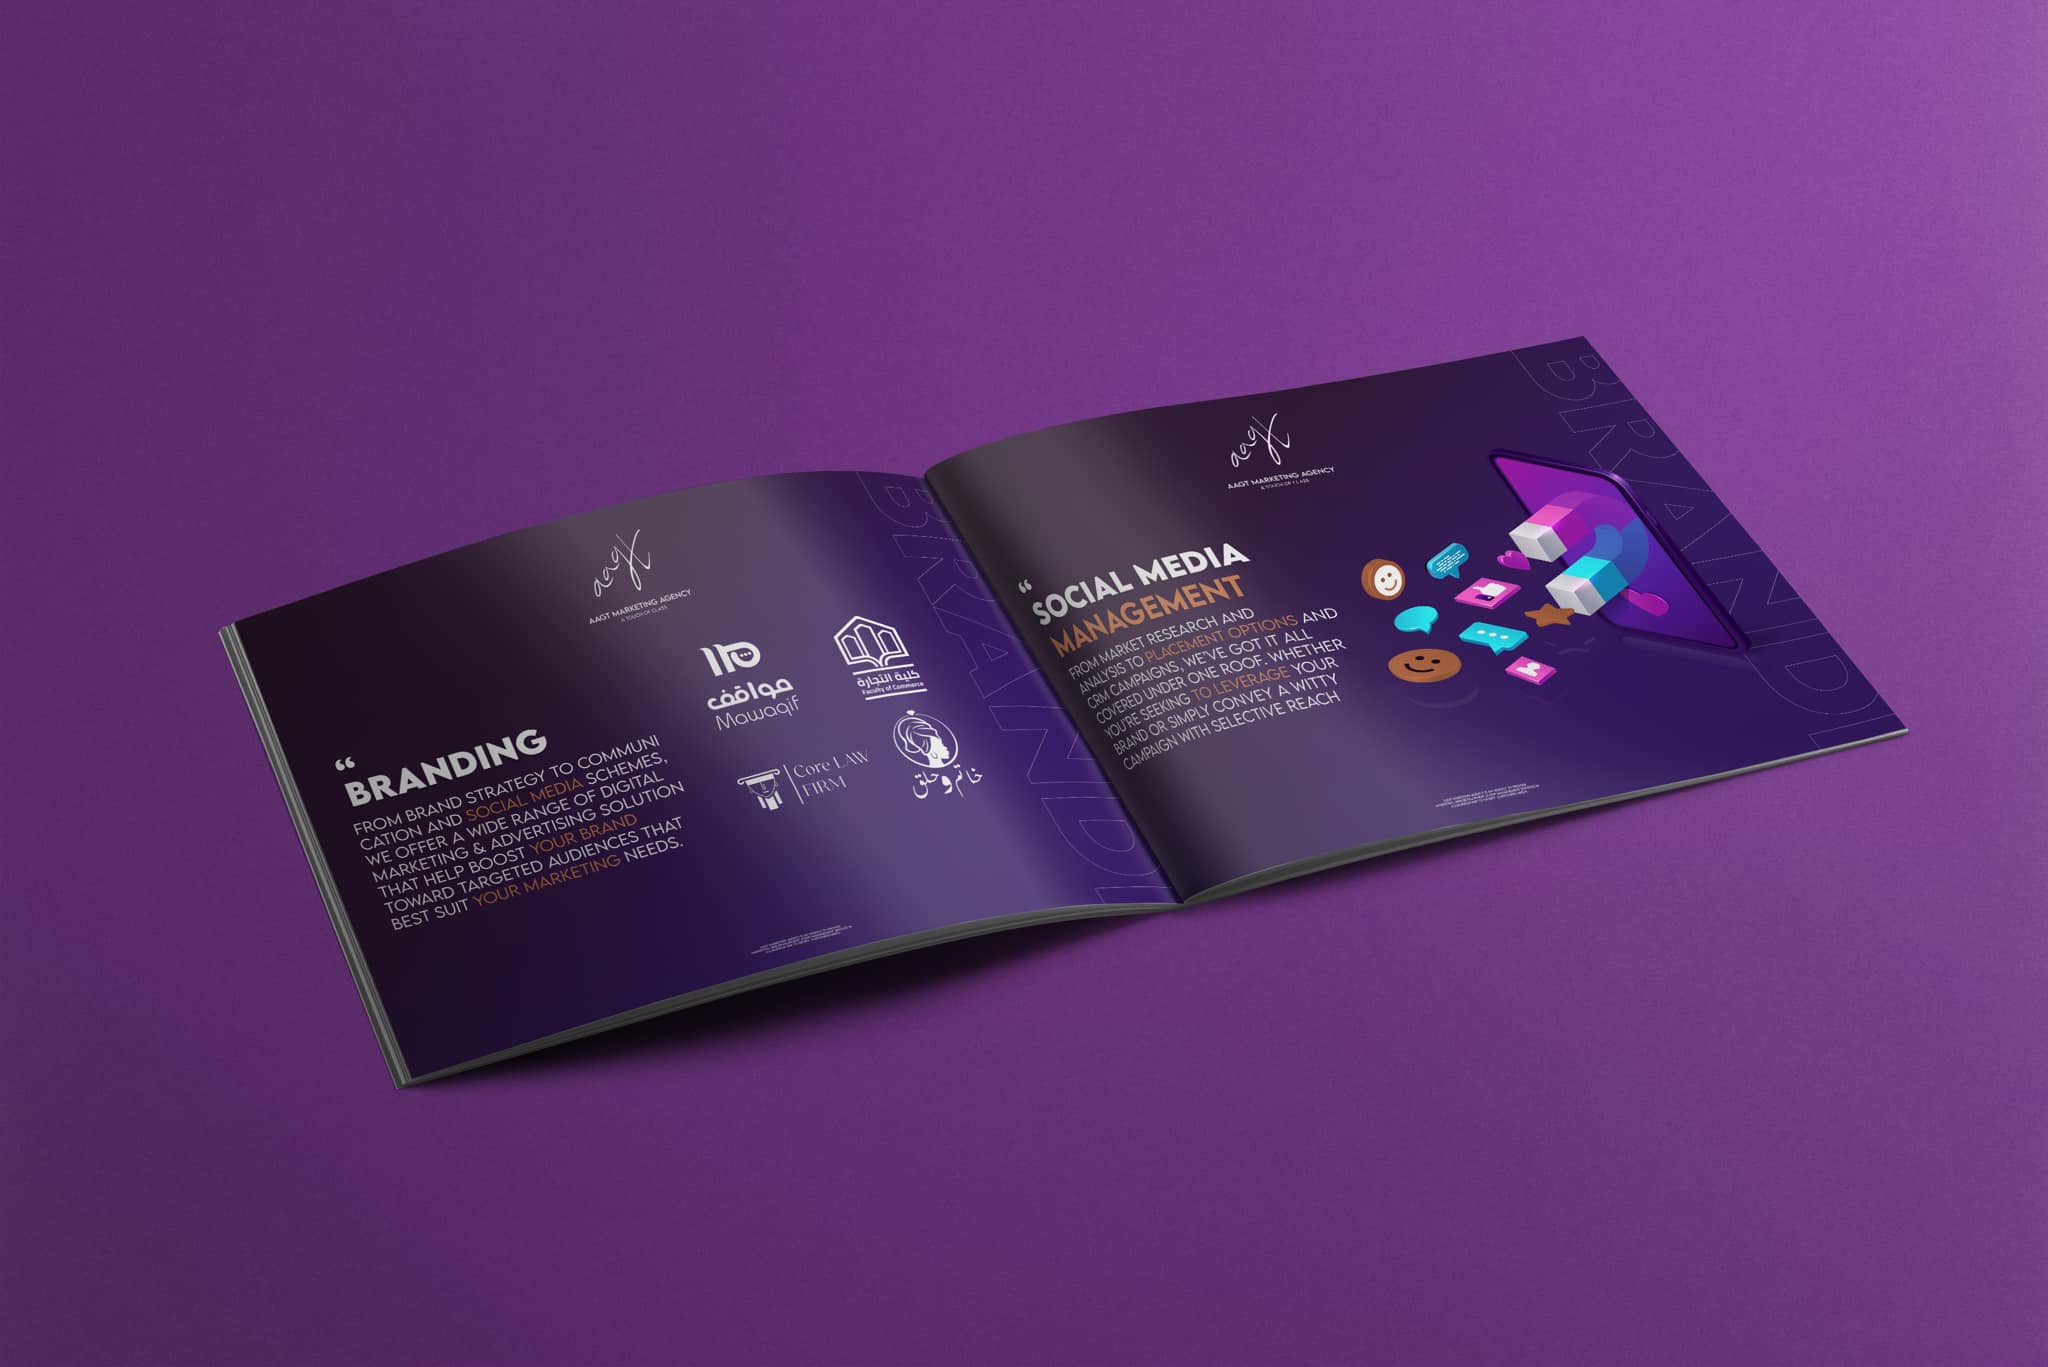 aagt
AAGT MARKETING AGENCY
A TOUCH OF CLASS
“
BRANDING
FROM BRAND STRATEGY TO COMMUNI
CATION AND SOCIAL MEDIA SCHEMES,
WE OFFER A WIDE RANGE OF DIGITAL
MARKETING & ADVERTISING SOLUTION
THAT HELP BOOST YOUR BRAND
TOWARD TARGETED AUDIENCES THAT
BEST SUIT YOUR MARKETING NEEDS.
مواقف
Mawaqif
كلية التجارة
Faculty of Commerce
Core LAW
FIRM
خاتم وحلق
BRANDI
aagt
AAGT MARKETING AGENCY
A TOUCH OF CLASS
“
SOCIAL MEDIA
MANAGEMENT
FROM MARKET RESEARCH AND
ANALYSIS TO PLACEMENT OPTIONS AND
CRM CAMPAIGNS, WE'VE GOT IT ALL
COVERED UNDER ONE ROOF. WHETHER
YOU'RE SEEKING TO LEVERAGE YOUR
BRAND OR SIMPLY CONVEY A WITTY
CAMPAIGN WITH SELECTIVE REACH
BRANDI